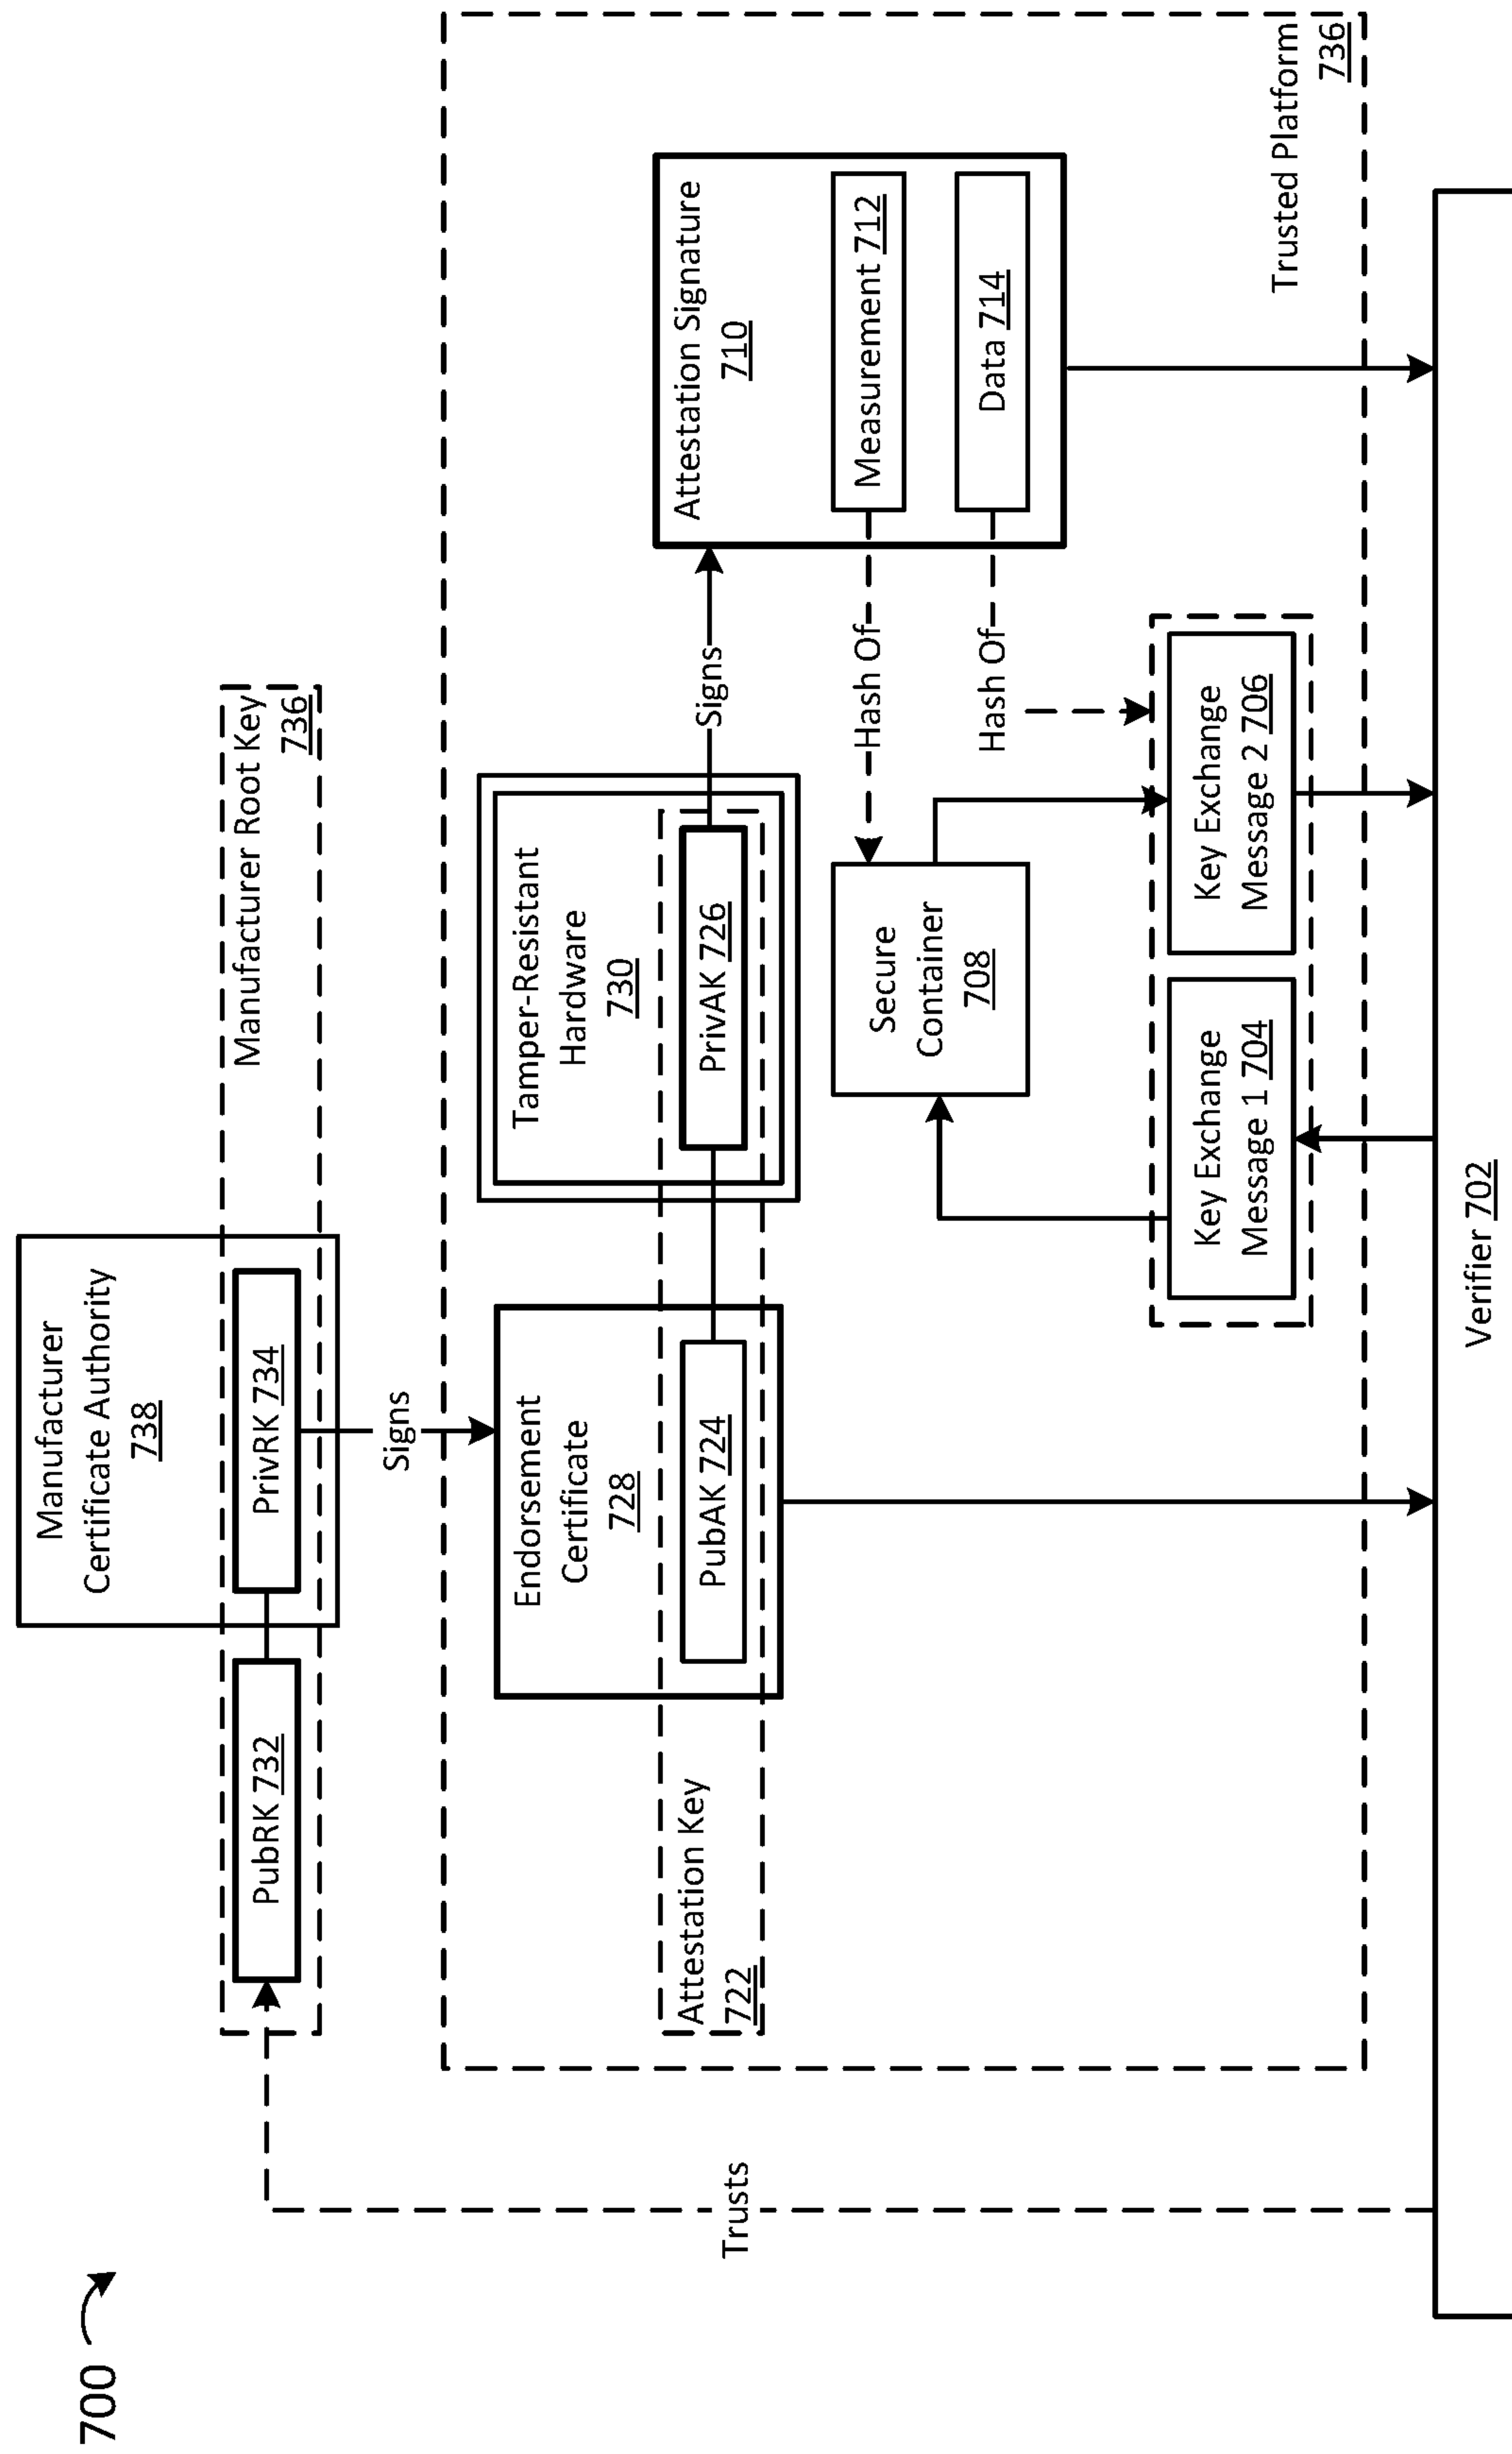 700
Manufacturer
Certificate Authority
738
Manufacturer Root Key
736
PubRK 732
PrivRK 734
Signs
Trusts
Endorsement
Certificate
728
PubAK 724
Attestation Key
722
Tamper-Resistant
Hardware
730
PrivAK 726
Signs
Attestation Signature
710
Measurement 712
Data 714
Hash Of
Hash Of
Secure
Container
708
Key Exchange
Message 1 704
Key Exchange
Message 2 706
Trusted Platform
736
Verifier 702